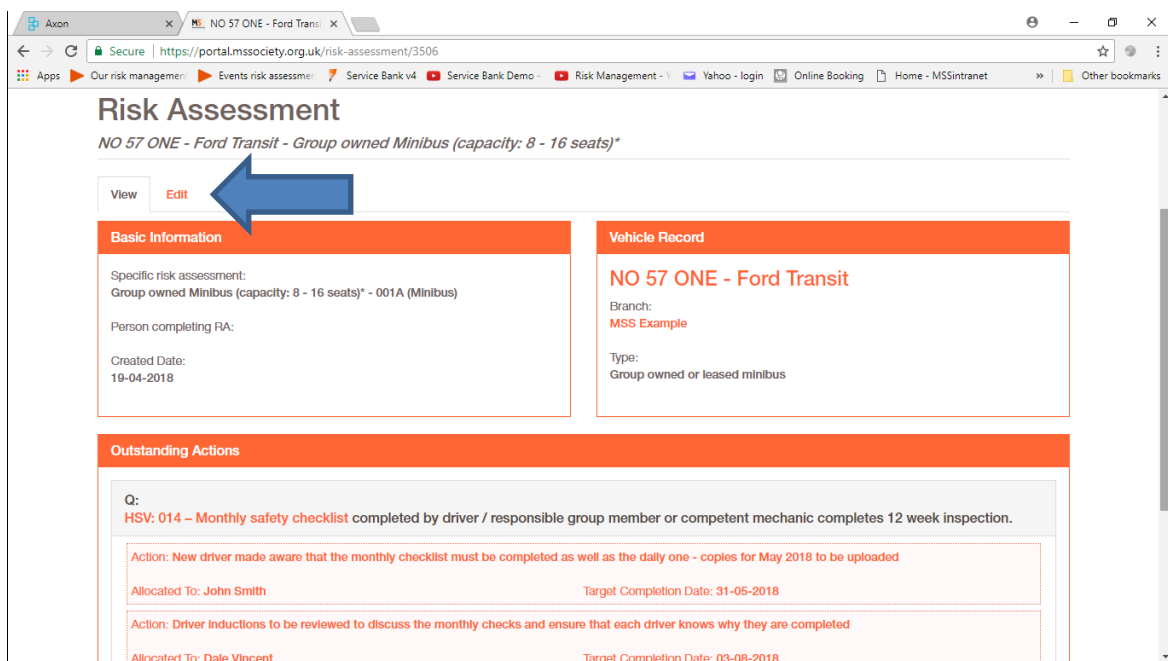 Axon
MS NO 57 ONE - Ford Transi
Secure https://portal.mssociety.org.uk/risk-assessment/3506
Apps Our risk management Events risk assessmen Service Bank v4 Service Bank Demo - Risk Management - Y Yahoo - login Online Booking Home - MSSintranet » Other bookmarks
Risk Assessment
NO 57 ONE - Ford Transit - Group owned Minibus (capacity: 8 - 16 seats)*
View Edit
Basic Information
Specific risk assessment:
Group owned Minibus (capacity: 8 - 16 seats)* - 001A (Minibus)
Person completing RA:
Created Date:
19-04-2018
Vehicle Record
NO 57 ONE - Ford Transit
Branch:
MSS Example
Type:
Group owned or leased minibus
Outstanding Actions
Q:
HSV: 014 – Monthly safety checklist completed by driver / responsible group member or competent mechanic completes 12 week inspection.
Action: New driver made aware that the monthly checklist must be completed as well as the daily one - copies for May 2018 to be uploaded
Allocated To: John Smith Target Completion Date: 31-05-2018
Action: Driver inductions to be reviewed to discuss the monthly checks and ensure that each driver knows why they are completed
Allocated To: Dale Vincent Target Completion Date: 03-08-2018